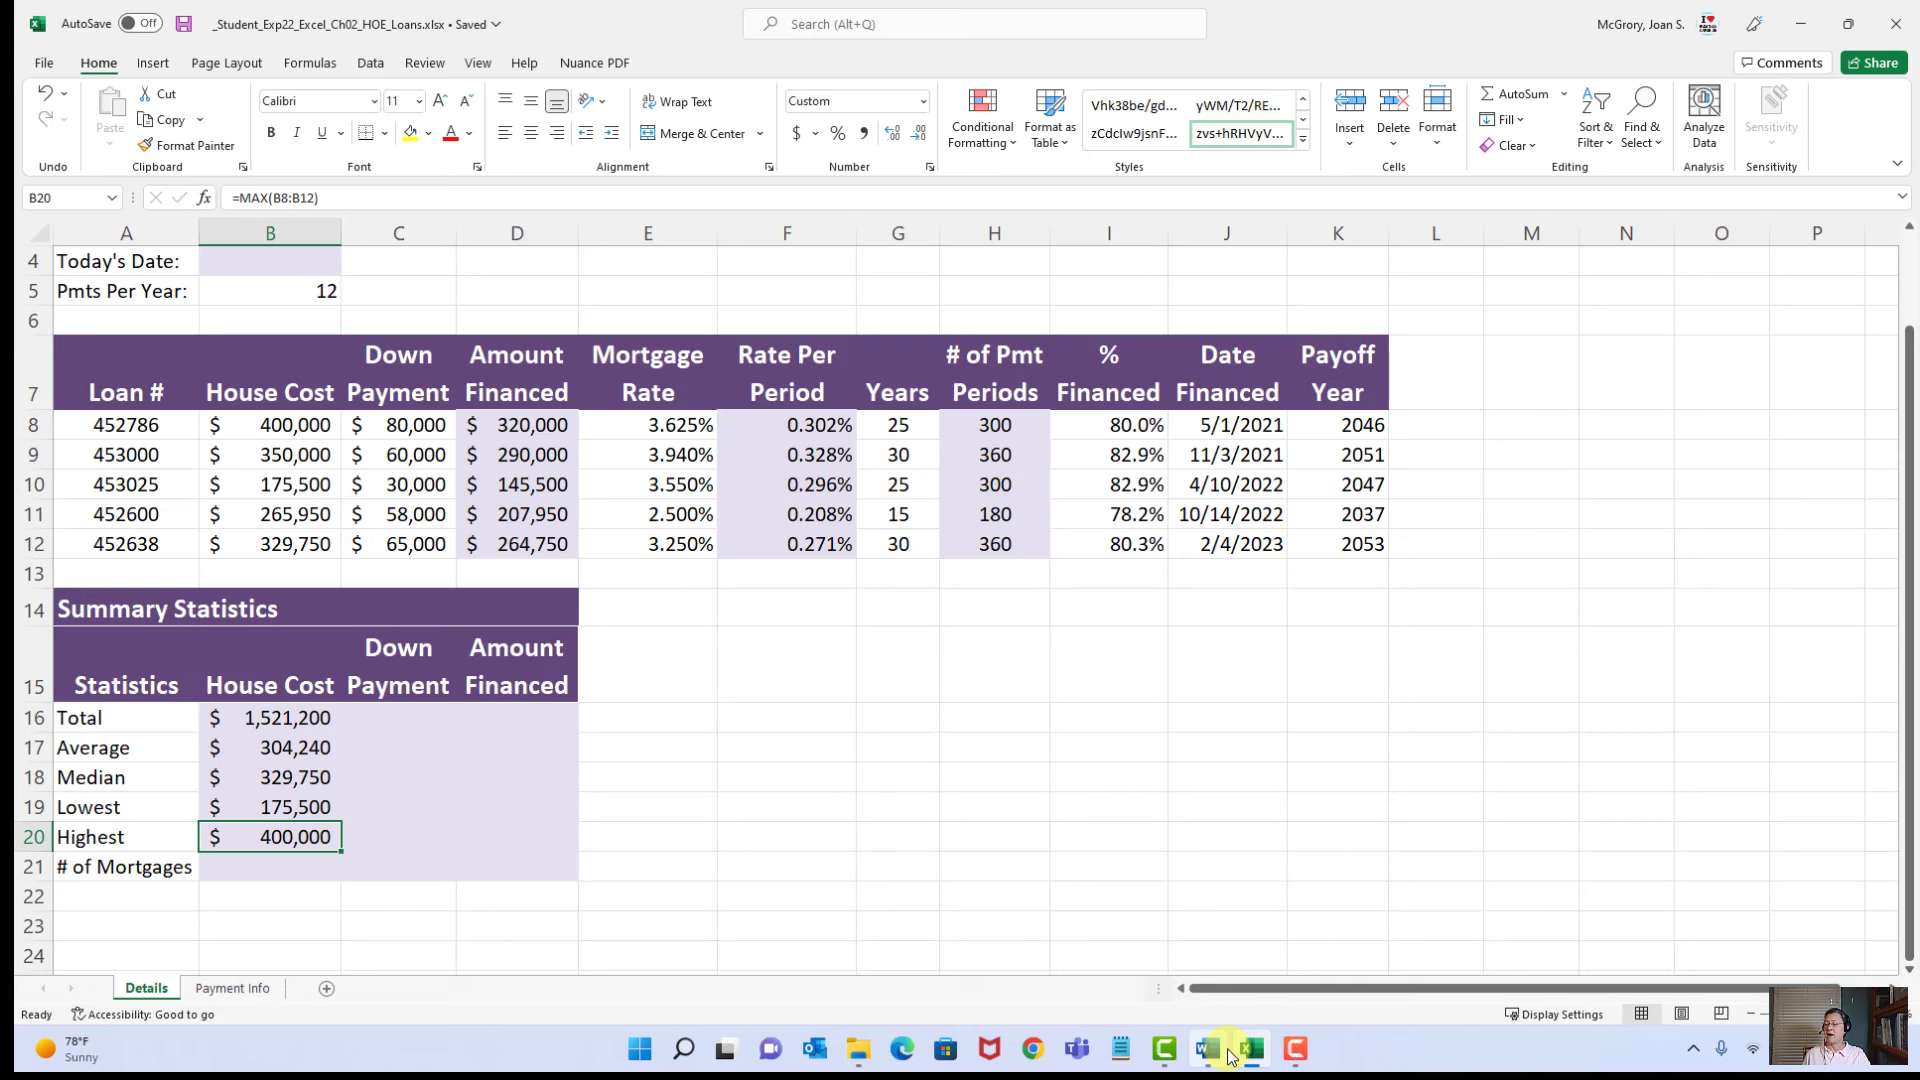 AutoSave Off _Student_Exp22_Excel_Ch02_HOE_Loans.xlsx • Saved Search (Alt+Q) McGrory, Joan S.
File Home Insert Page Layout Formulas Data Review View Help Nuance PDF Comments Share
Undo
Paste Cut
Copy
Format Painter
Clipboard
Calibri 11
B I U
Font
Wrap Text
Merge & Center
Alignment
Custom
$ % 9
Number
Conditional Formatting
Format as Table
Vhk38be/gd... yWM/T2/RE...
zCdcIw9jsnF... zvs+hRHVyV...
Styles
Insert Delete Format
Cells
AutoSum
Fill
Clear
Sort & Filter
Find & Select
Editing
Analyze Data
Analysis
Sensitivity
Sensitivity
B20 fx =MAX(B8:B12)
A B C D E F G H I J K L M N O P
4 Today's Date:
5 Pmts Per Year: 12
6
7 Loan # House Cost Down Payment Amount Financed Mortgage Rate Rate Per Period Years # of Pmt Periods % Financed Date Financed Payoff Year
8 452786 $ 400,000 $ 80,000 $ 320,000 3.625% 0.302% 25 300 80.0% 5/1/2021 2046
9 453000 $ 350,000 $ 60,000 $ 290,000 3.940% 0.328% 30 360 82.9% 11/3/2021 2051
10 453025 $ 175,500 $ 30,000 $ 145,500 3.550% 0.296% 25 300 82.9% 4/10/2022 2047
11 452600 $ 265,950 $ 58,000 $ 207,950 2.500% 0.208% 15 180 78.2% 10/14/2022 2037
12 452638 $ 329,750 $ 65,000 $ 264,750 3.250% 0.271% 30 360 80.3% 2/4/2023 2053
13
14 Summary Statistics
15 Statistics House Cost Down Payment Amount Financed
16 Total $ 1,521,200
17 Average $ 304,240
18 Median $ 329,750
19 Lowest $ 175,500
20 Highest $ 400,000
21 # of Mortgages
22
23
24
Details Payment Info
Ready Accessibility: Good to go Display Settings
78°F
Sunny